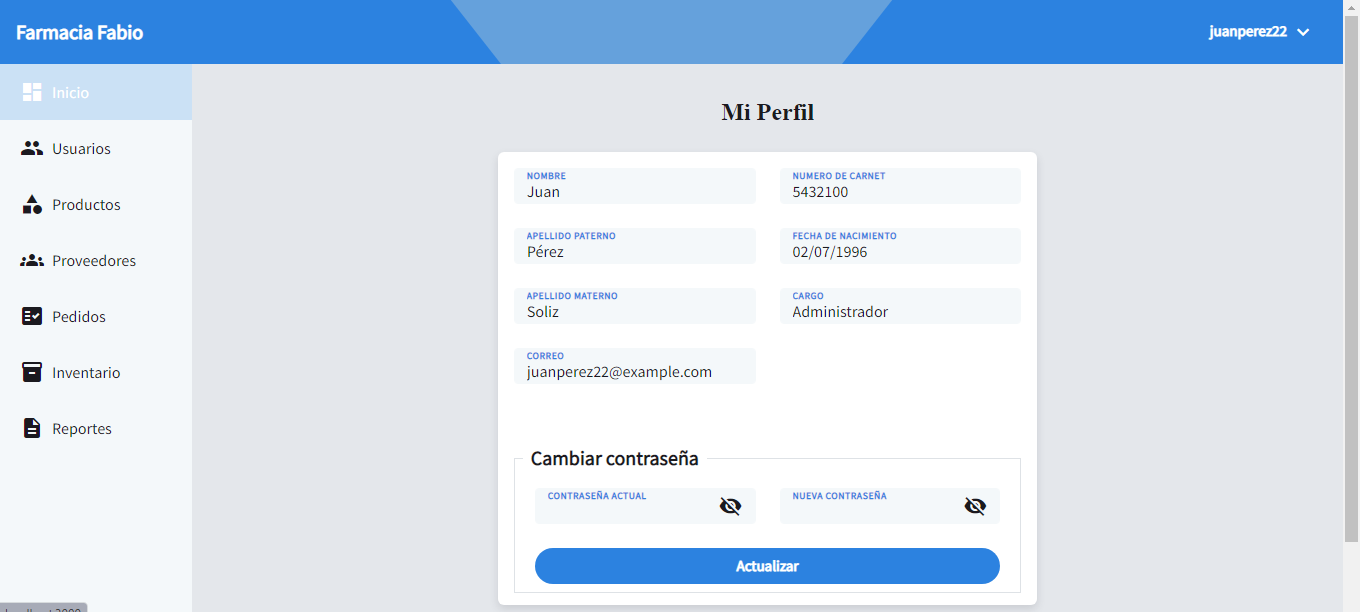 Farmacia Fabio
juanperez22
Inicio
Usuarios
Productos
Proveedores
Pedidos
Inventario
Reportes
Mi Perfil
NOMBRE
Juan
NUMERO DE CARNET
5432100
APELLIDO PATERNO
Pérez
FECHA DE NACIMIENTO
02/07/1996
APELLIDO MATERNO
Soliz
CARGO
Administrador
CORREO
juanperez22@example.com
Cambiar contraseña
CONTRASEÑA ACTUAL
NUEVA CONTRASEÑA
Actualizar